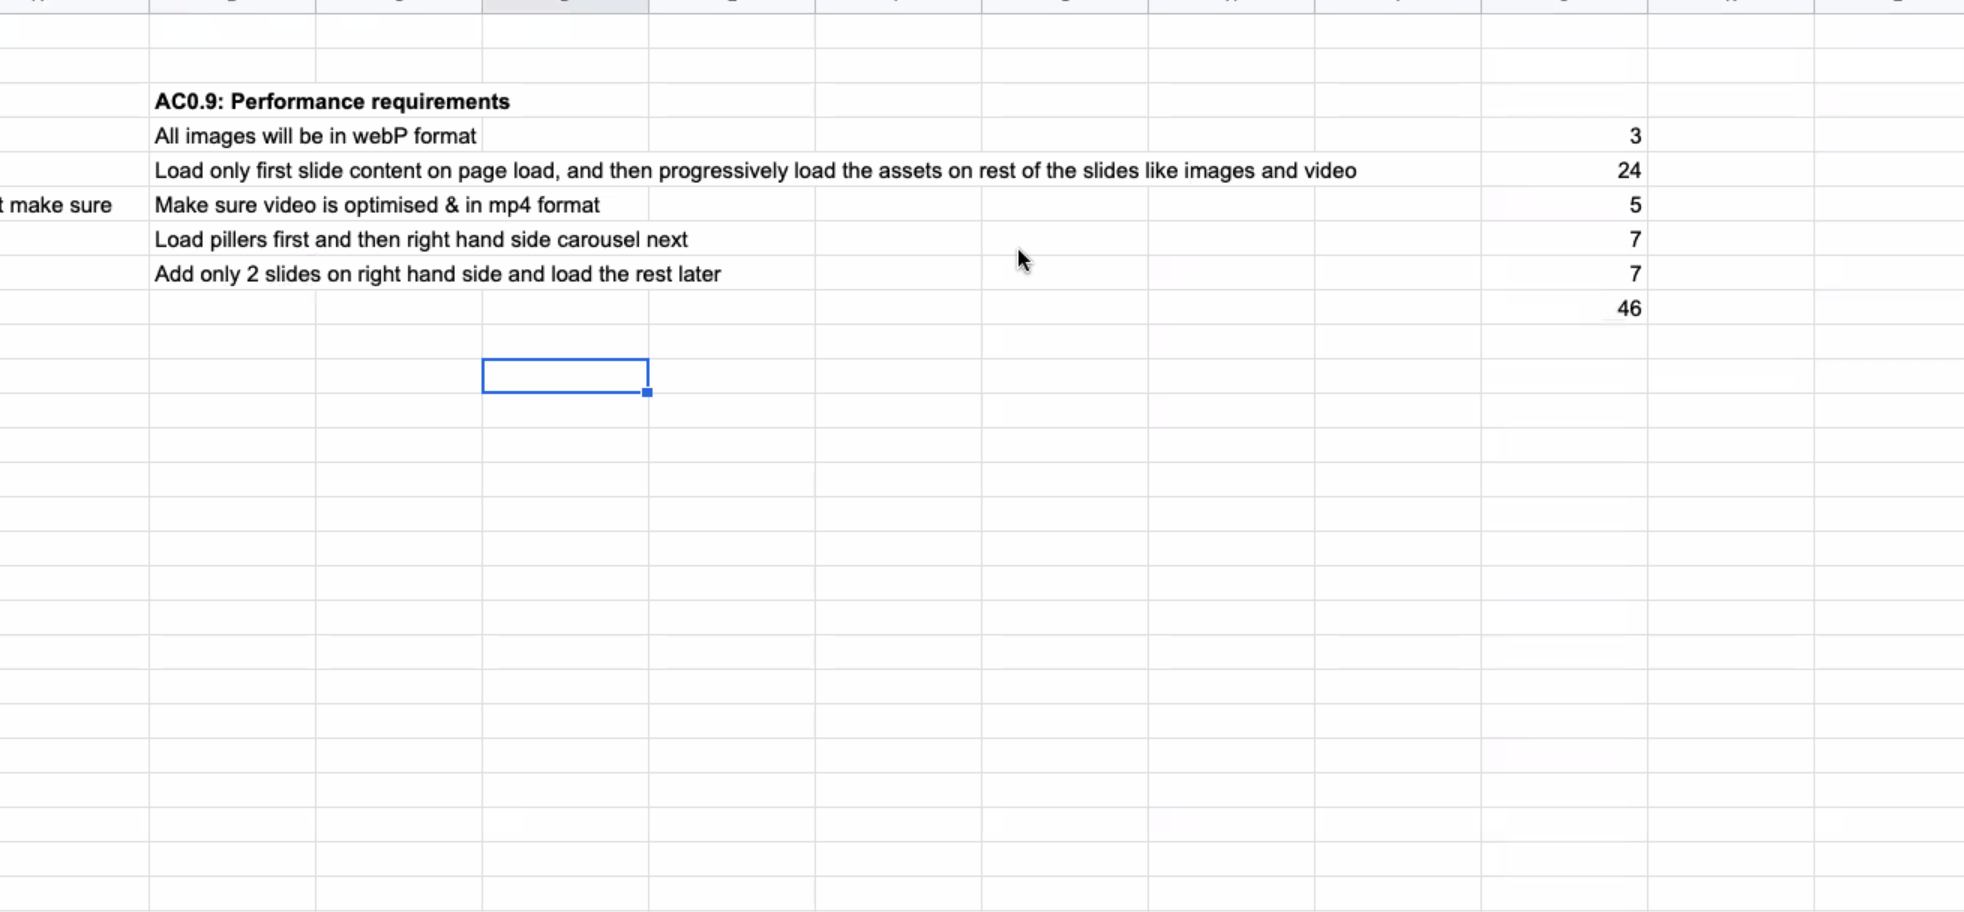 AC0.9: Performance requirements
All images will be in webP format 3
Load only first slide content on page load, and then progressively load the assets on rest of the slides like images and video 24
t make sure Make sure video is optimised & in mp4 format 5
Load pillers first and then right hand side carousel next 7
Add only 2 slides on right hand side and load the rest later 7
46